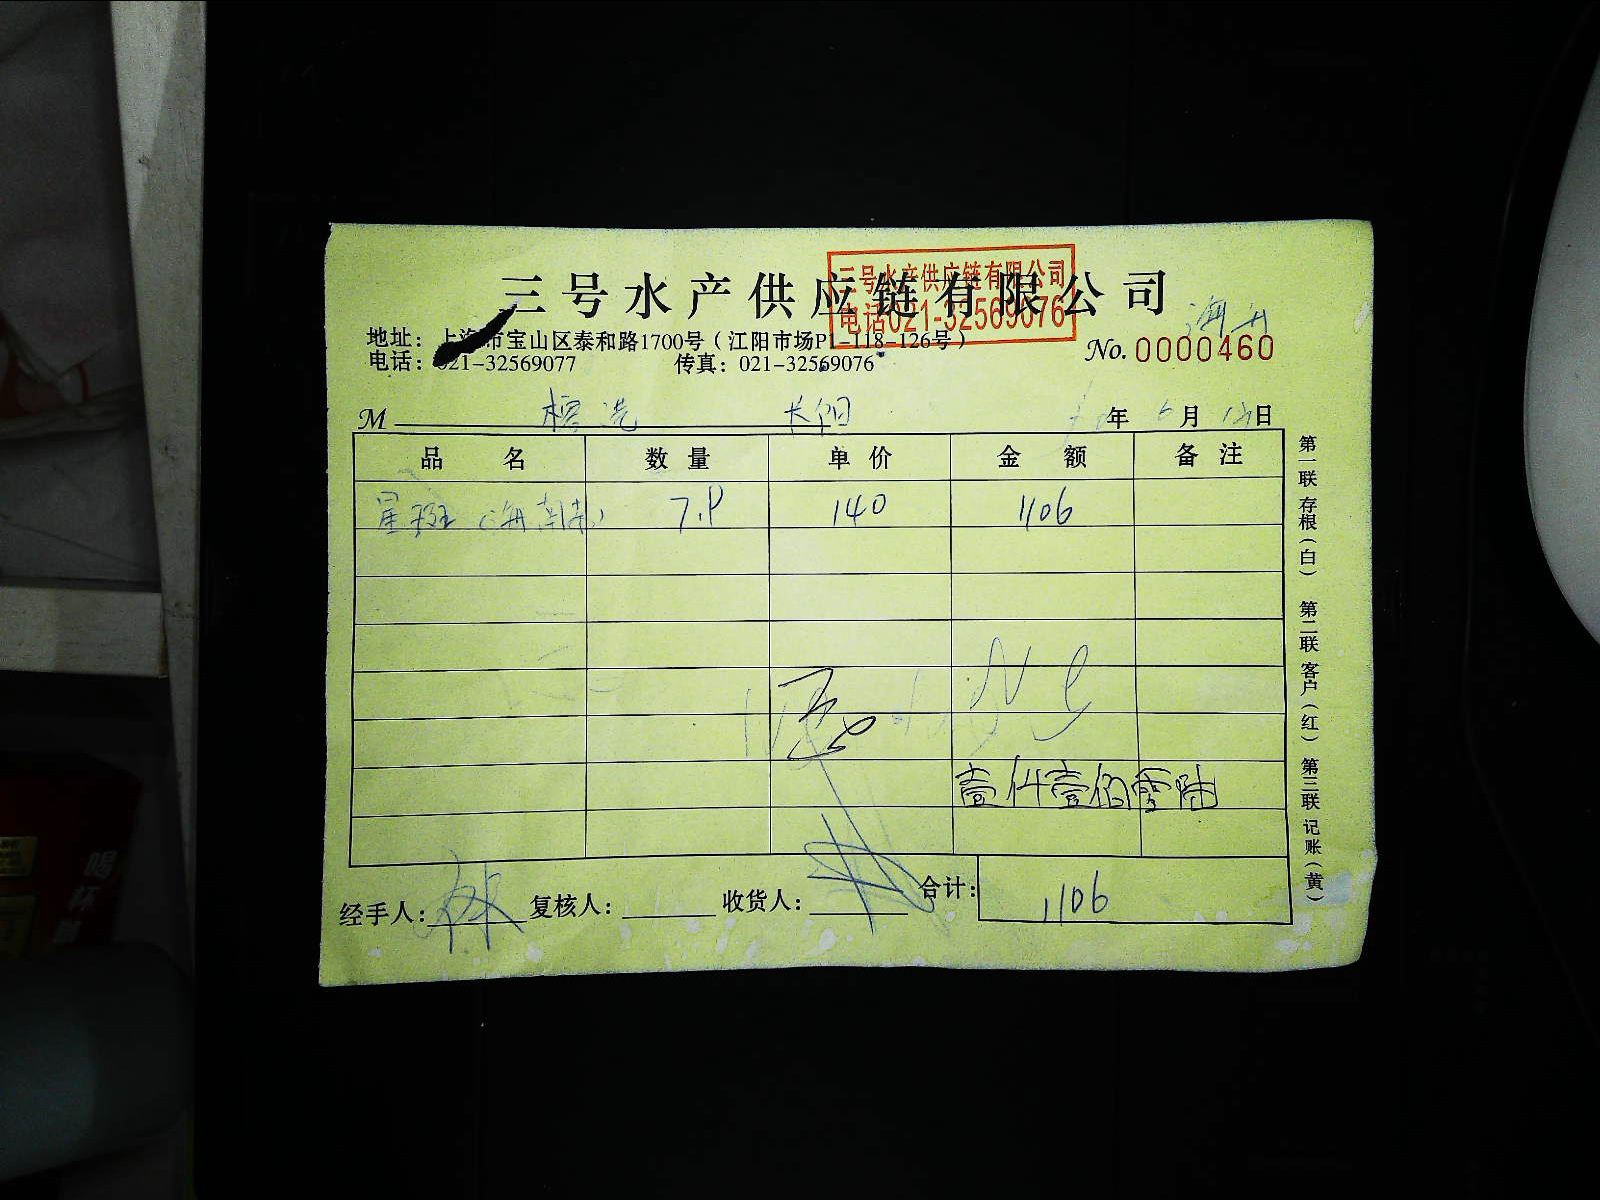 三号水产供应链有限公司
三号水产供应链有限公司
电话021-32569076
地址：上海市宝山区泰和路1700号（江阳市场P1-118-126号）
电话：021-32569077 传真：021-32569076
No. 0000460
M 长阳 年 6 月 日
品名 数量 单价 金额 备注
星斑 140 1106
壹仟壹佰零陆
经手人： 复核人： 收货人： 合计： 1106
第一联 存根（白） 第二联 客户（红） 第三联 记账（黄）